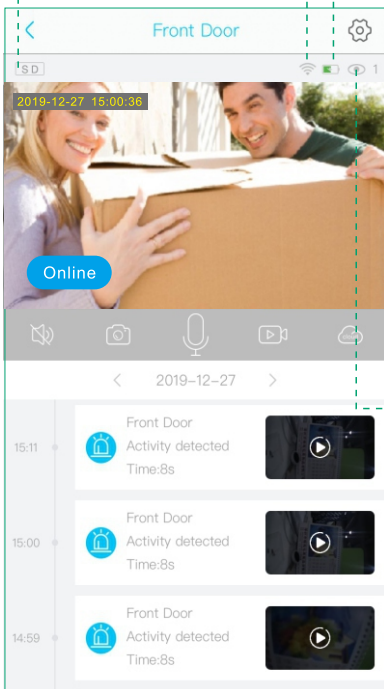 Front Door
SD
1
2019-12-27 15:00:36
Online
2019-12-27
Front Door
15:11
Activity detected
Time:8s
Front Door
15:00
Activity detected
Time:8s
Front Door
14:59
Activity detected
Time:8s